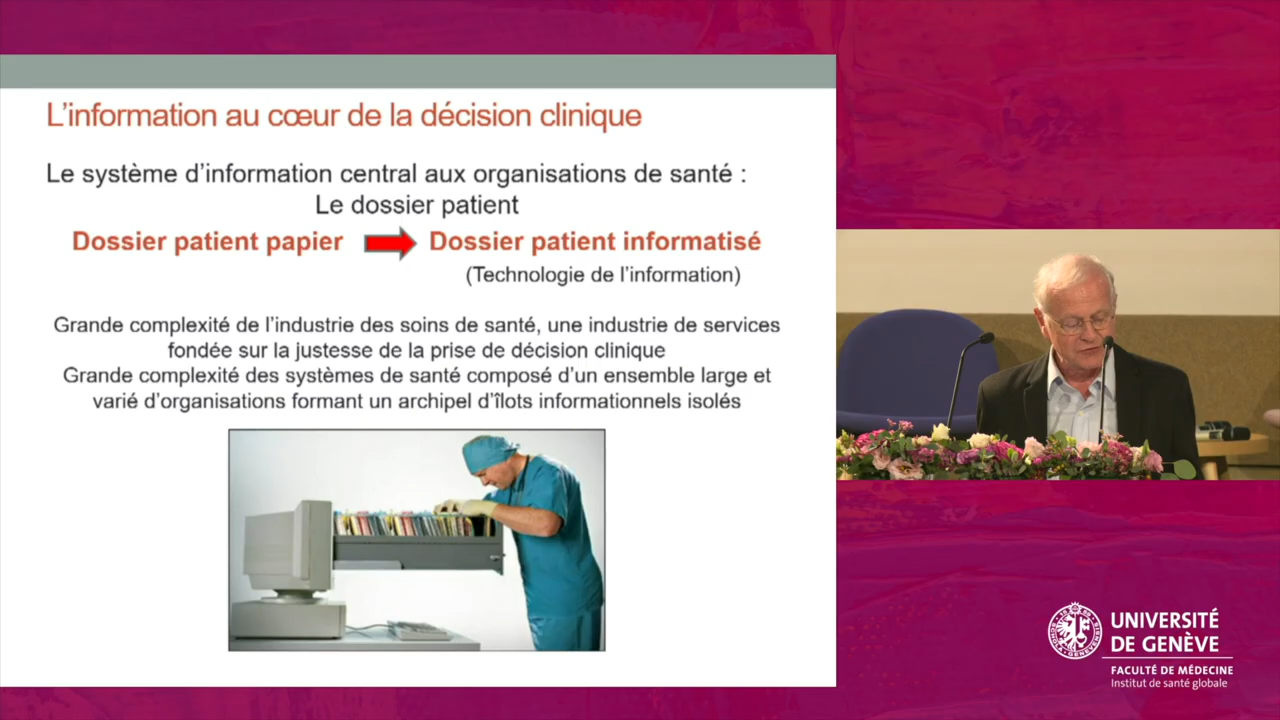 L'information au cœur de la décision clinique
Le système d'information central aux organisations de santé :
Le dossier patient
Dossier patient papier Dossier patient informatisé
(Technologie de l'information)
Grande complexité de l'industrie des soins de santé, une industrie de services
fondée sur la justesse de la prise de décision clinique
Grande complexité des systèmes de santé composé d'un ensemble large et
varié d'organisations formant un archipel d'îlots informationnels isolés
UNIVERSITÉ
DE GENÈVE
FACULTÉ DE MÉDECINE
Institut de santé globale